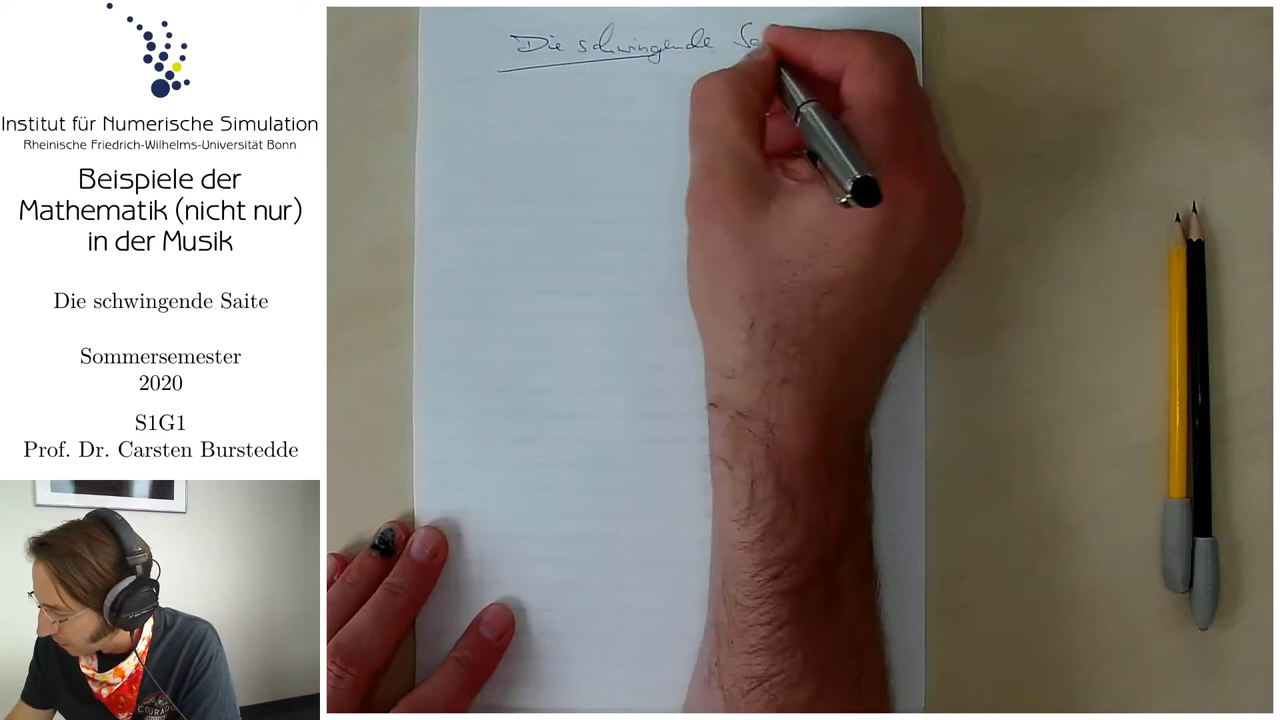 Institut für Numerische Simulation
Rheinische Friedrich-Wilhelms-Universität Bonn
Beispiele der
Mathematik (nicht nur)
in der Musik
Die schwingende Saite
Sommersemester
2020
S1G1
Prof. Dr. Carsten Burstedde
Die schwingende Sa